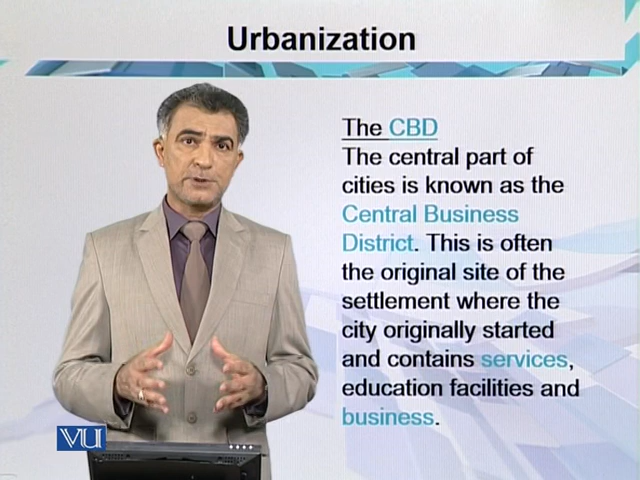 Urbanization
The CBD
The central part of
cities is known as the
Central Business
District. This is often
the original site of the
settlement where the
city originally started
and contains services,
education facilities and
business.
VU